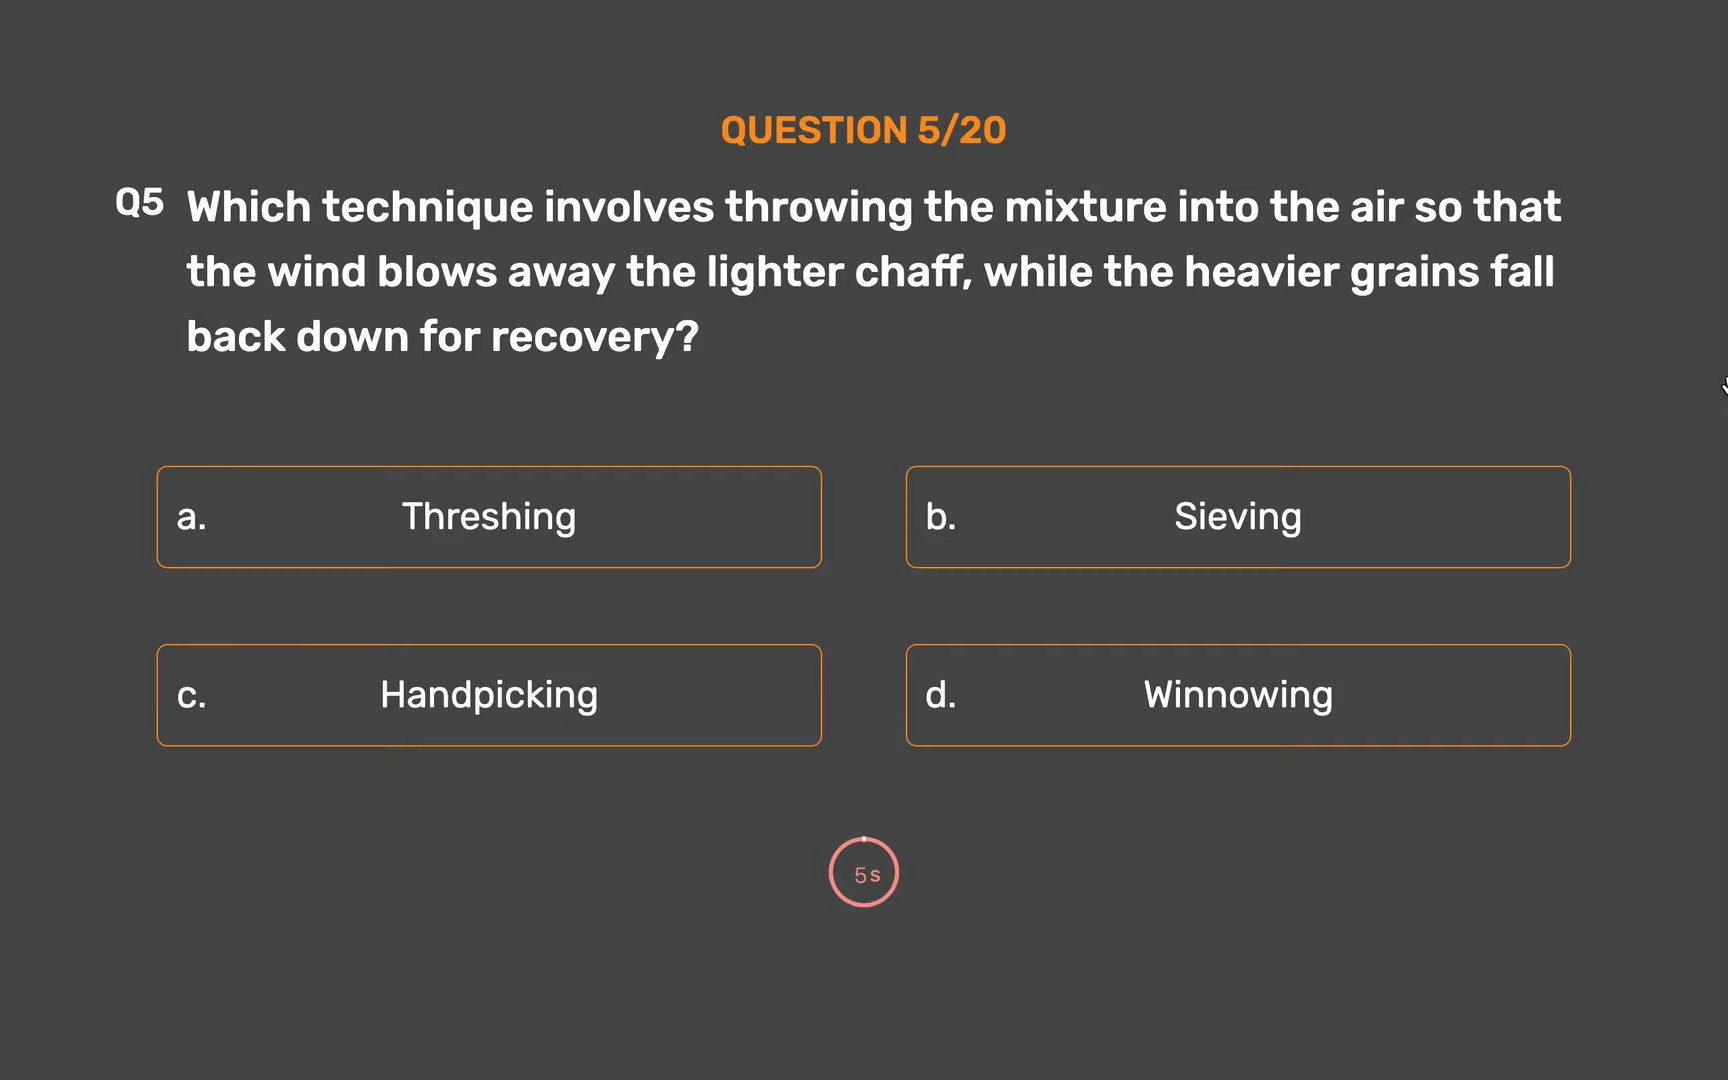 QUESTION 5/20
Q5 Which technique involves throwing the mixture into the air so that
the wind blows away the lighter chaff, while the heavier grains fall
back down for recovery?
a. Threshing
b. Sieving
c. Handpicking
d. Winnowing
5s